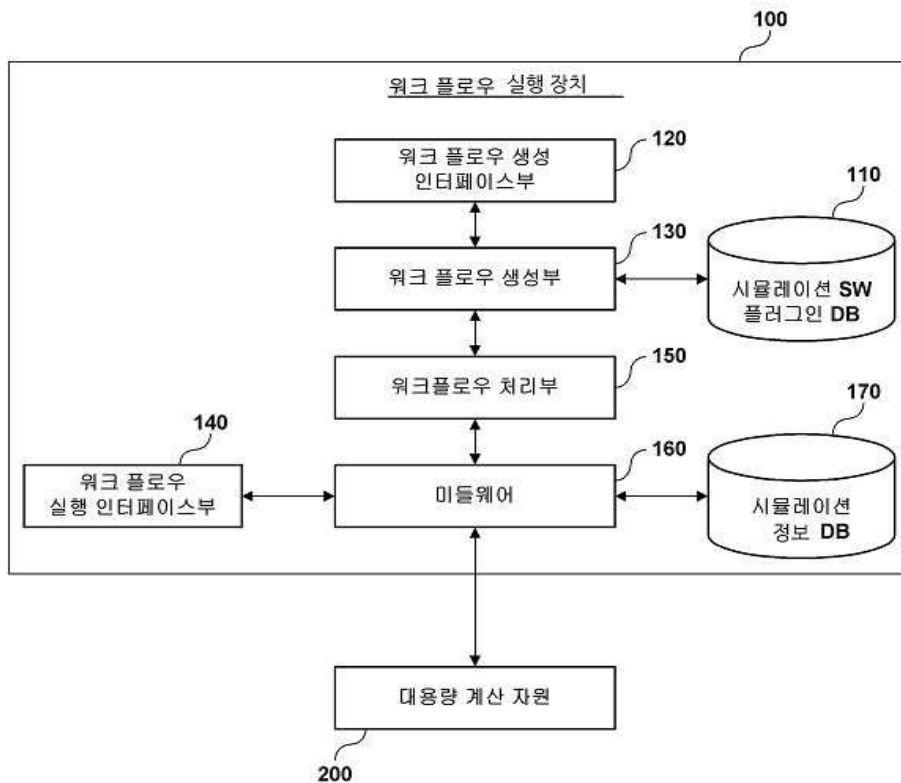 100
워크 플로우 실행 장치
120
워크 플로우 생성
인터페이스부
110
130
워크 플로우 생성부
시뮬레이션 SW
플러그인 DB
150
워크플로우 처리부
170
140
160
워크 플로우
실행 인터페이스부
미들웨어
시뮬레이션
정보 DB
대용량 계산 자원
200